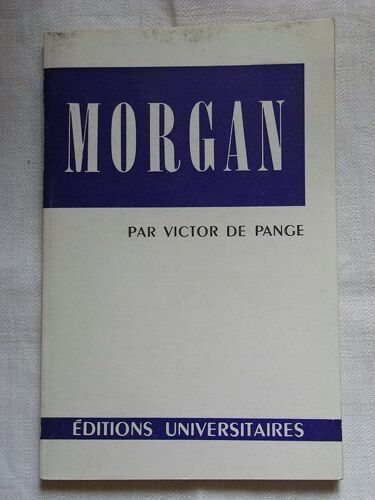 MORGAN
PAR VICTOR DE PANGE
ÉDITIONS UNIVERSITAIRES